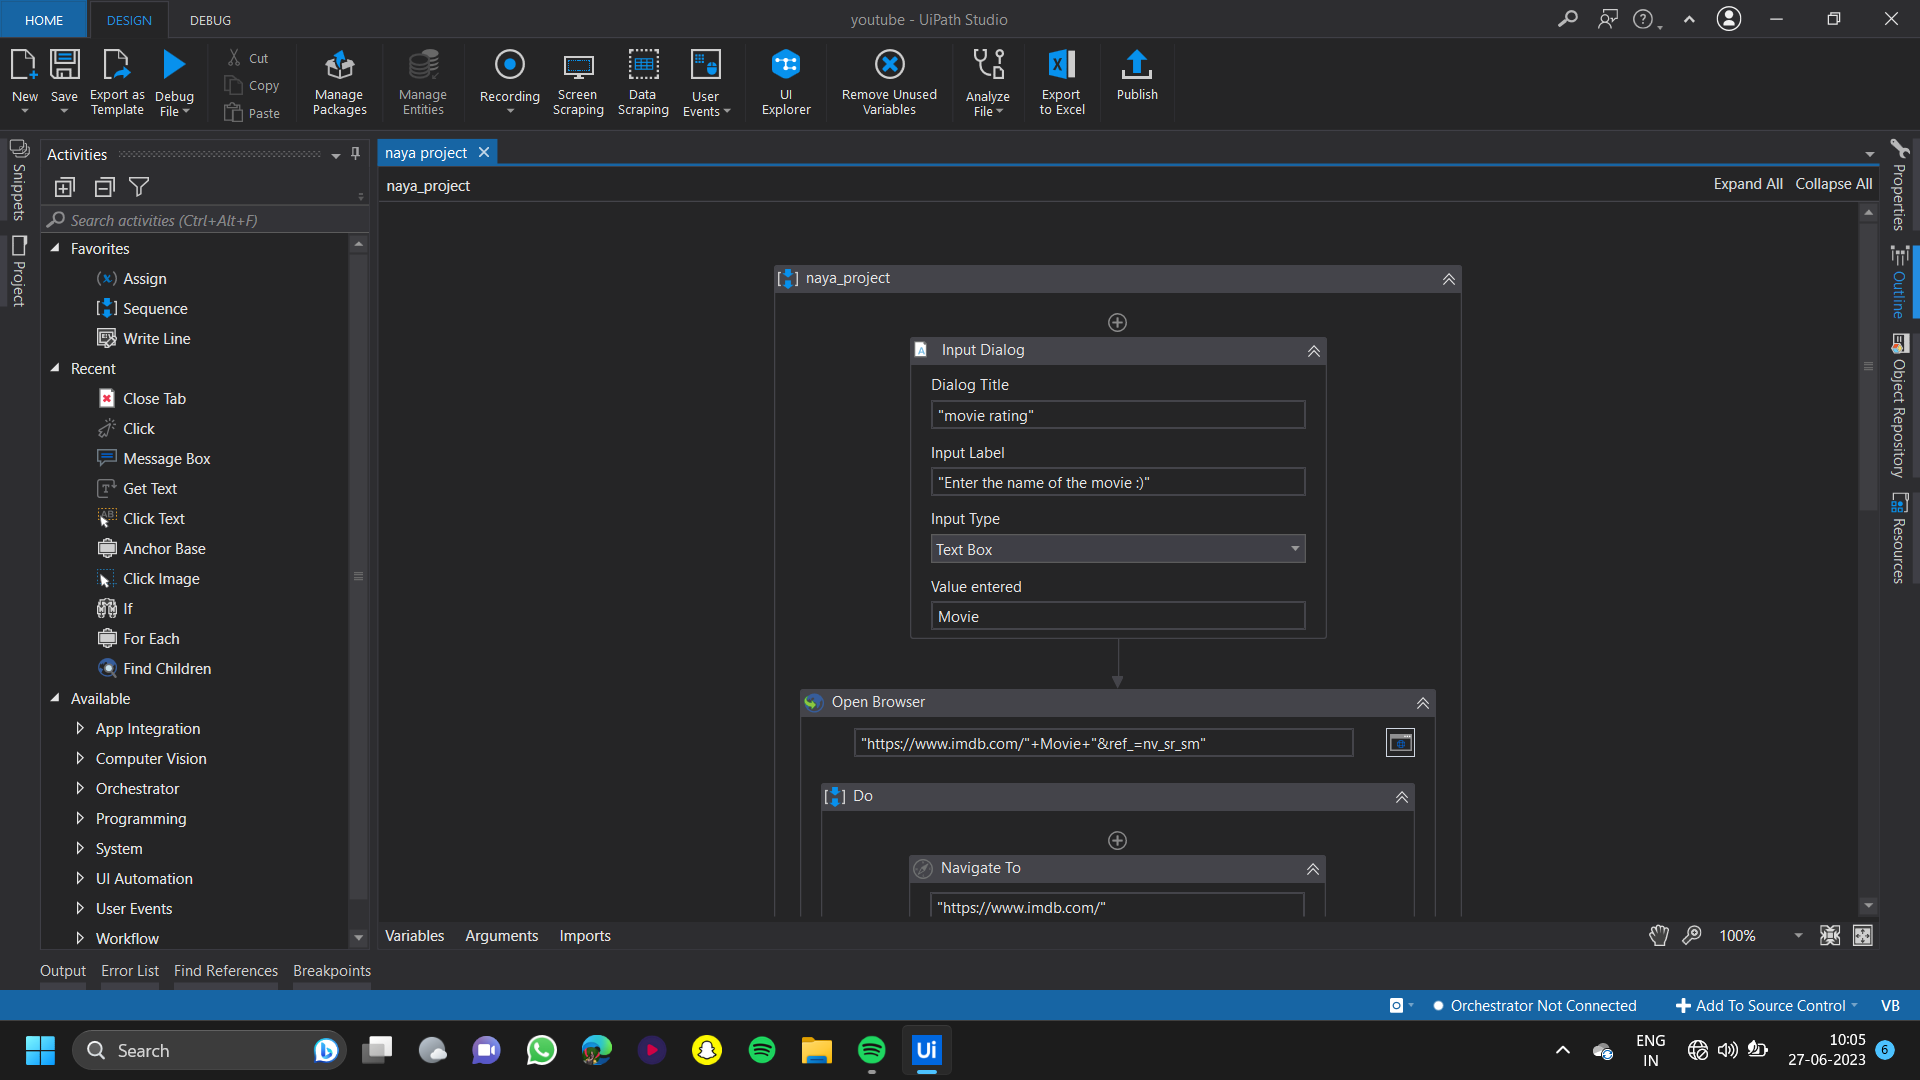 HOME
DESIGN
DEBUG
youtube - UiPath Studio
New
Save
Export as Template
Debug File
Cut
Copy
Paste
Manage Packages
Manage Entities
Recording
Screen Scraping
Data Scraping
User Events
UI Explorer
Remove Unused Variables
Analyze File
Export to Excel
Publish
Snippets
Project
Activities
Search activities (Ctrl+Alt+F)
Favorites
Assign
Sequence
Write Line
Recent
Close Tab
Click
Message Box
Get Text
Click Text
Anchor Base
Click Image
If
For Each
Find Children
Available
App Integration
Computer Vision
Orchestrator
Programming
System
UI Automation
User Events
Workflow
naya project
naya_project
Expand All
Collapse All
naya_project
Input Dialog
Dialog Title
"movie rating"
Input Label
"Enter the name of the movie :)"
Input Type
Text Box
Value entered
Movie
Open Browser
"https://www.imdb.com/"+Movie+"&ref_=nv_sr_sm"
Do
Navigate To
"https://www.imdb.com/"
Properties
Outline
Object Repository
Resources
Variables
Arguments
Imports
100%
Output
Error List
Find References
Breakpoints
Orchestrator Not Connected
Add To Source Control
VB
Search
Ui
ENG
IN
10:05
27-06-2023
6